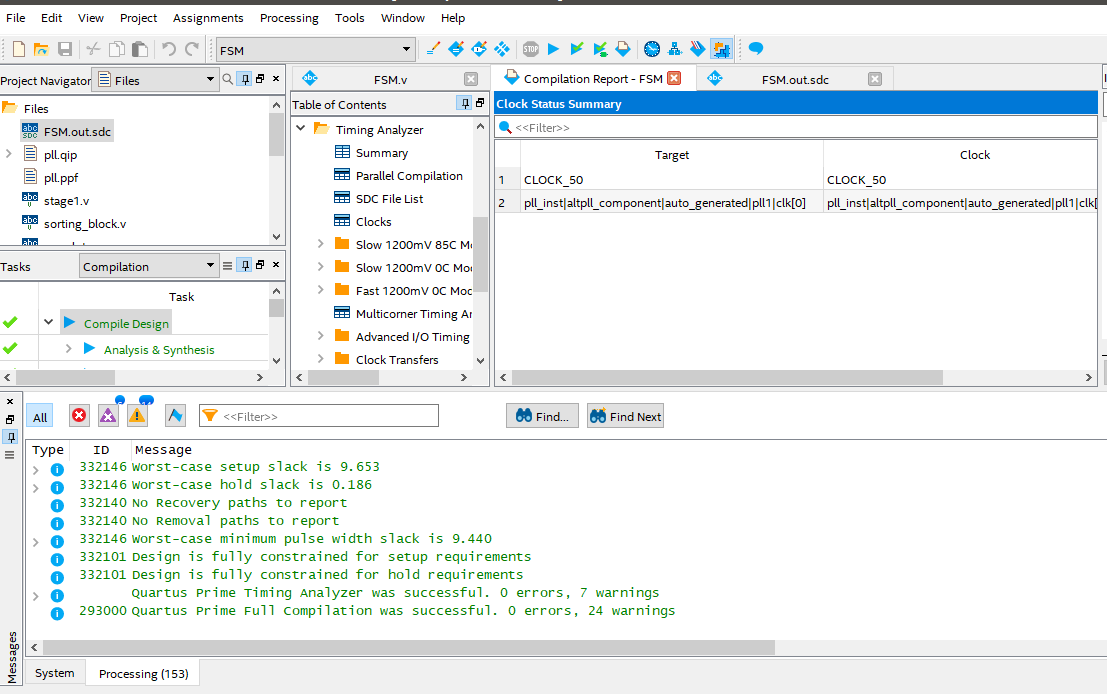 File Edit View Project Assignments Processing Tools Window Help
FSM
STOP
Project Navigator Files
Files
FSM.out.sdc
pll.qip
pll.ppf
stage1.v
sorting_block.v
Tasks Compilation
Task
Compile Design
Analysis & Synthesis
FSM.v
Compilation Report - FSM
FSM.out.sdc
Table of Contents
Timing Analyzer
Summary
Parallel Compilation
SDC File List
Clocks
Slow 1200mV 85C Mo
Slow 1200mV 0C Moc
Fast 1200mV 0C Moc
Multicorner Timing Ar
Advanced I/O Timing
Clock Transfers
Clock Status Summary
<<Filter>>
Target Clock
1 CLOCK_50 CLOCK_50
2 pll_inst|altpll_component|auto_generated|pll1|clk[0] pll_inst|altpll_component|auto_generated|pll1|clk[
All <<Filter>> Find... Find Next
Type ID Message
332146 Worst-case setup slack is 9.653
332146 Worst-case hold slack is 0.186
332140 No Recovery paths to report
332140 No Removal paths to report
332146 Worst-case minimum pulse width slack is 9.440
332101 Design is fully constrained for setup requirements
332101 Design is fully constrained for hold requirements
Quartus Prime Timing Analyzer was successful. 0 errors, 7 warnings
293000 Quartus Prime Full Compilation was successful. 0 errors, 24 warnings
Messages
System Processing (153)